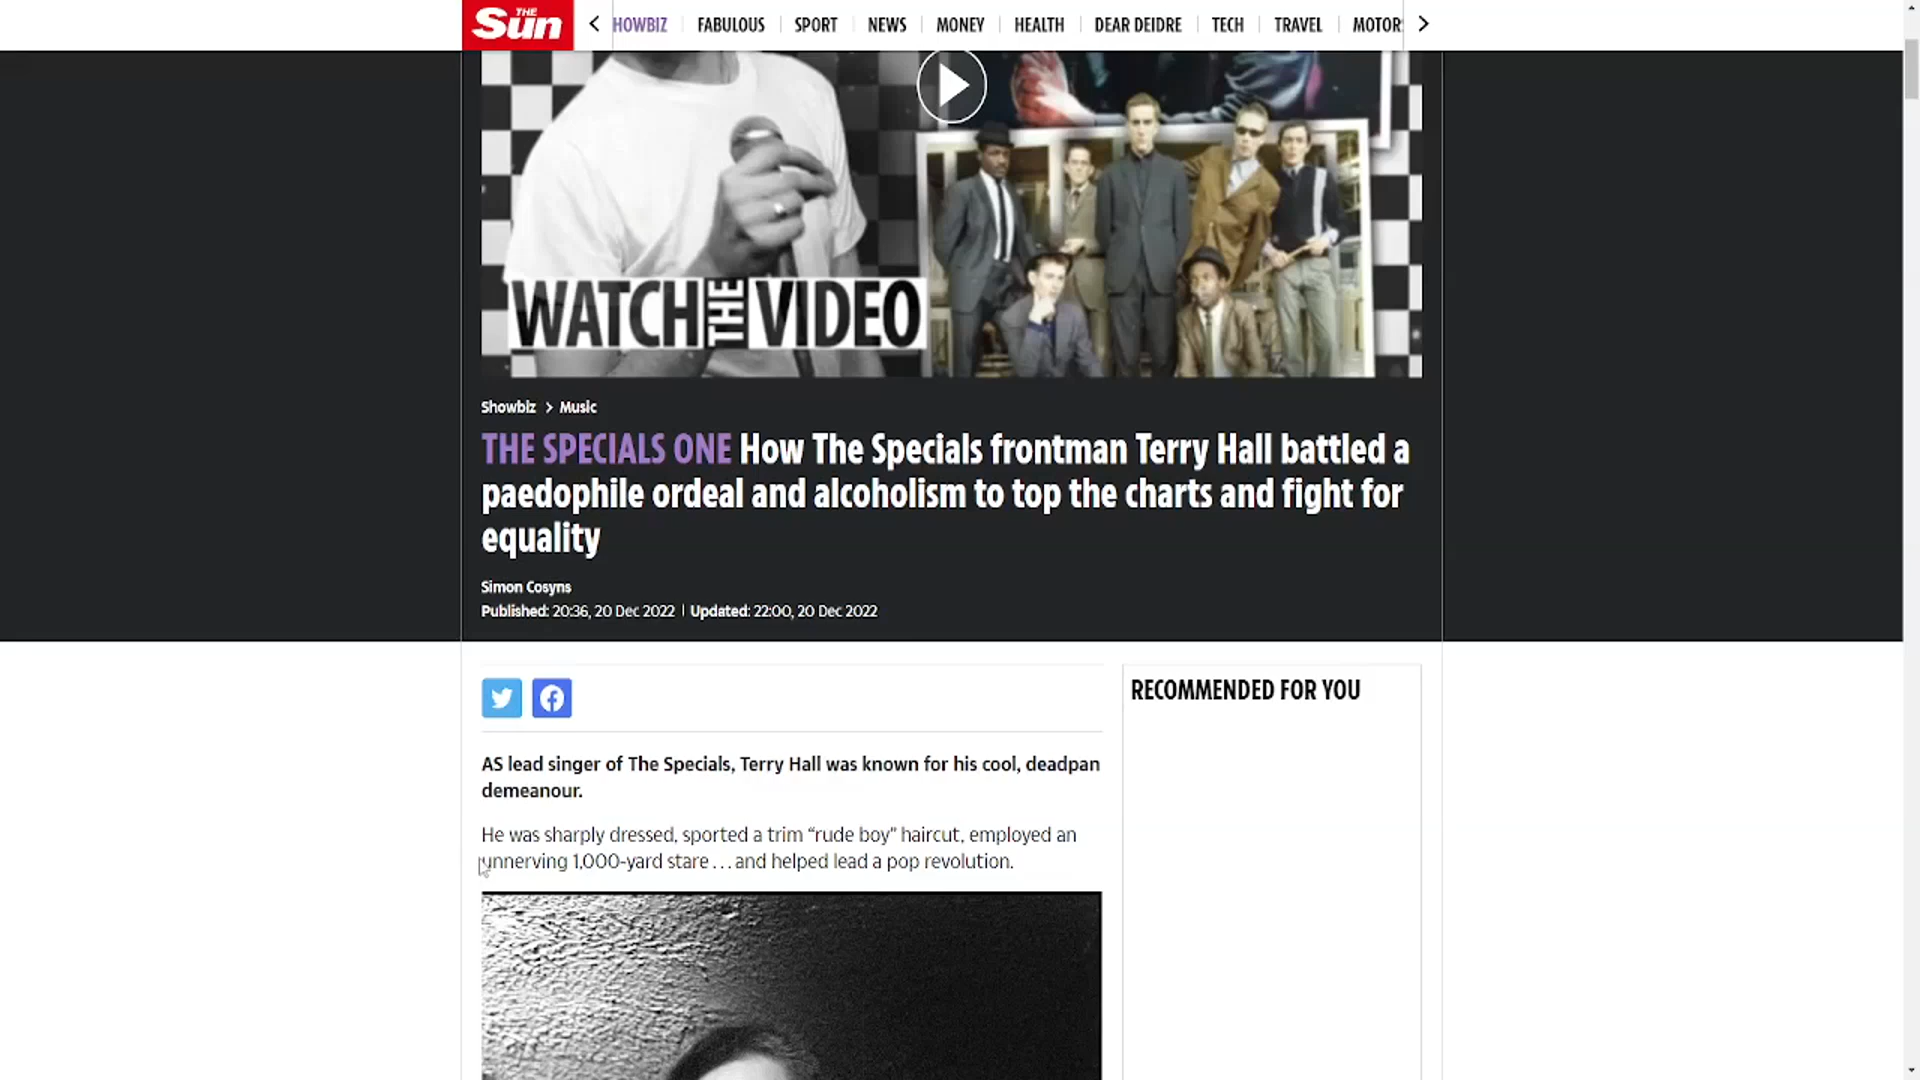 THE
Sun
HOWBIZ
FABULOUS
SPORT
NEWS
MONEY
HEALTH
DEAR DEIDRE
TECH
TRAVEL
MOTOR
WATCH THE VIDEO
Showbiz > Music
THE SPECIALS ONE How The Specials frontman Terry Hall battled a
paedophile ordeal and alcoholism to top the charts and fight for
equality
Simon Cosyns
Published: 20:36, 20 Dec 2022 | Updated: 22:00, 20 Dec 2022
RECOMMENDED FOR YOU
AS lead singer of The Specials, Terry Hall was known for his cool, deadpan
demeanour.
He was sharply dressed, sported a trim “rude boy” haircut, employed an
unnerving 1,000-yard stare . . . and helped lead a pop revolution.